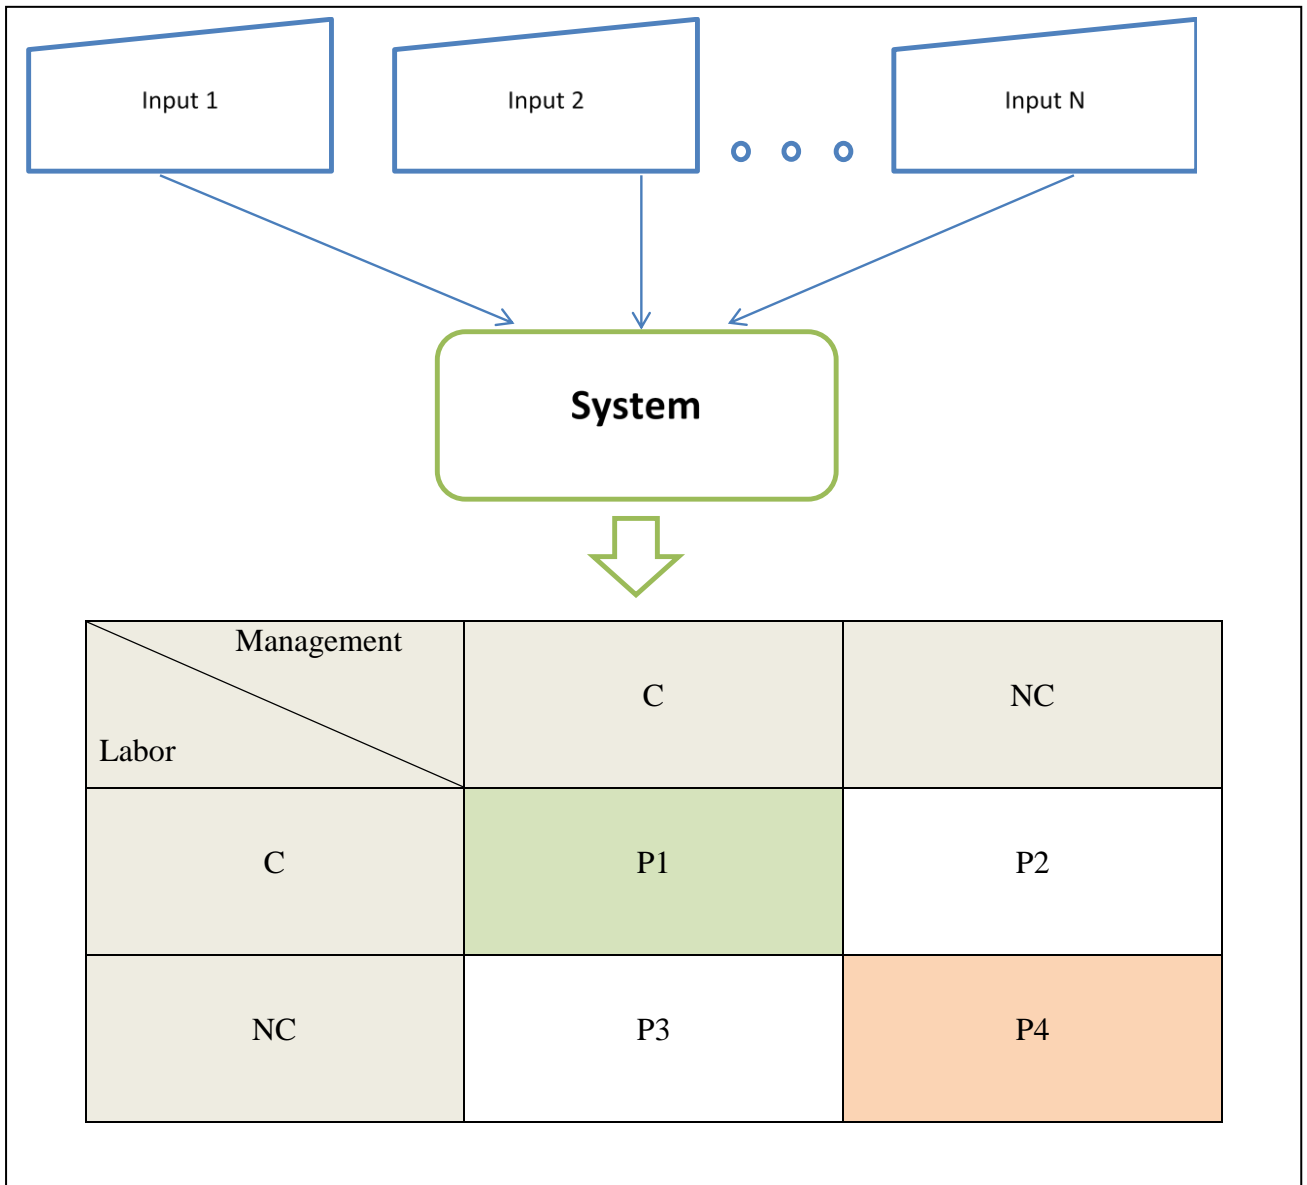 Input 1
Input 2
Input N
System
Management
Labor
C
NC
C
P1
P2
NC
P3
P4